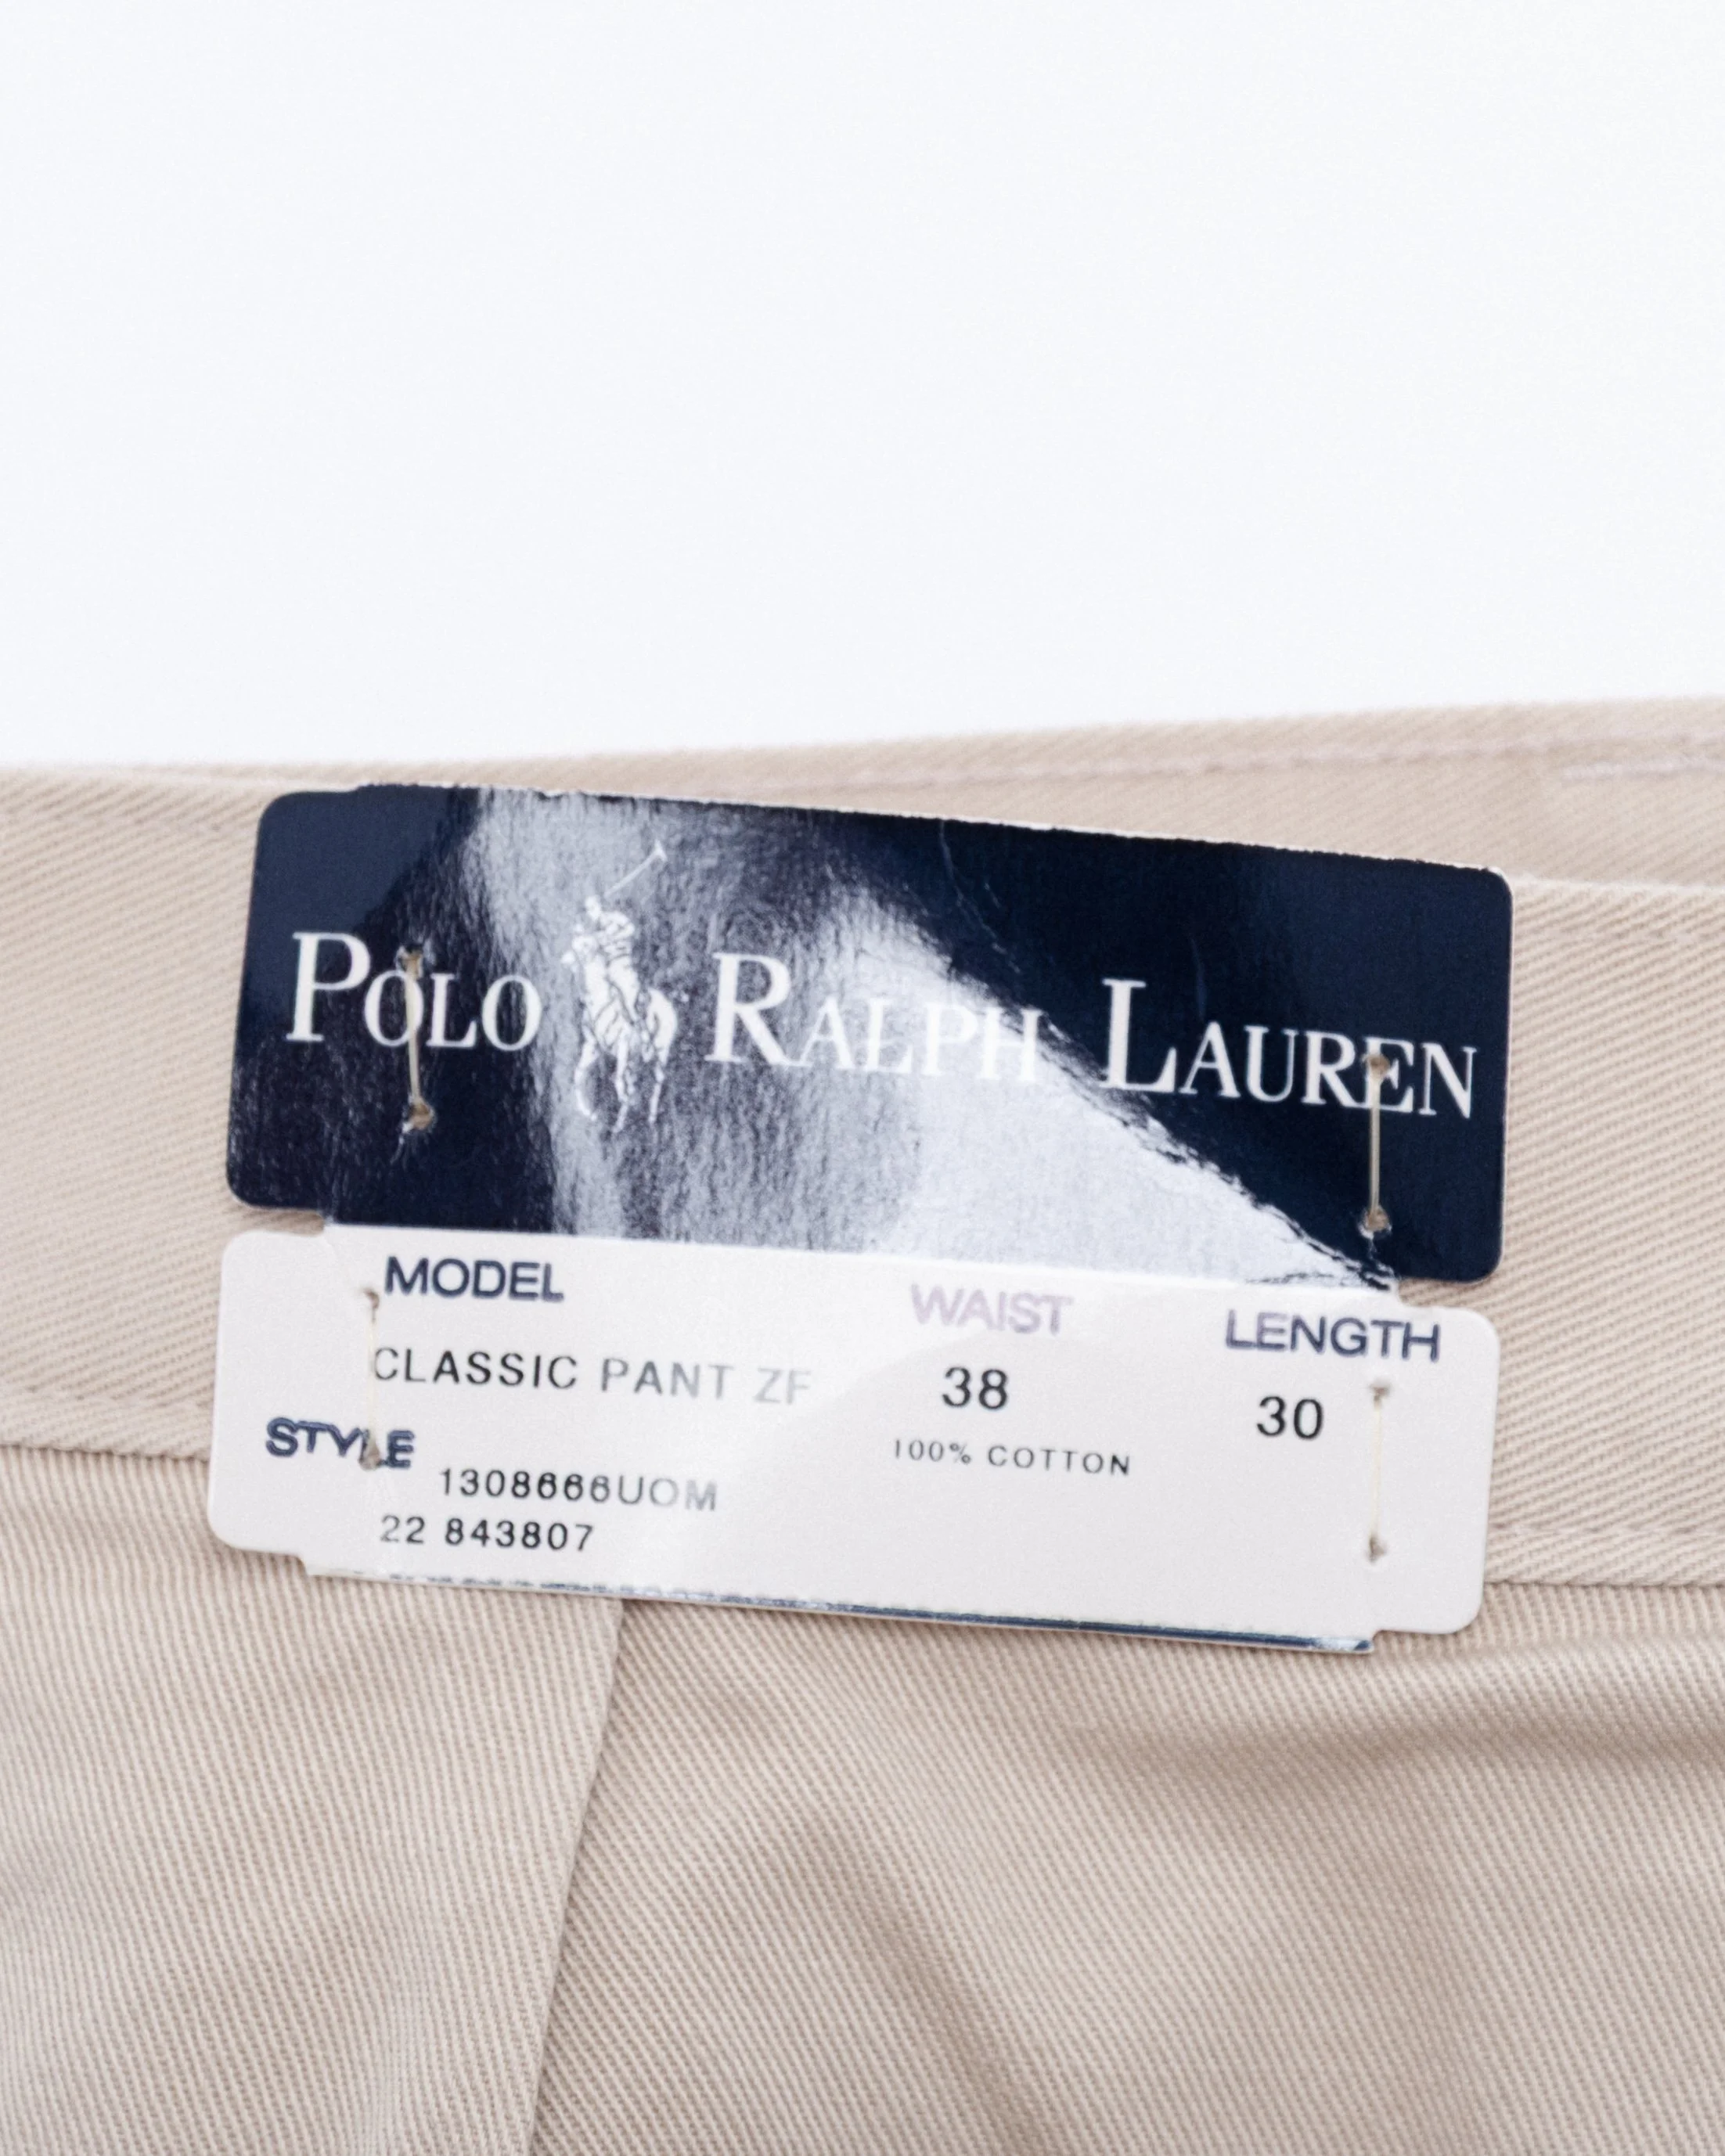 POLO RALPH LAUREN
MODEL WAIST LENGTH
CLASSIC PANT ZF 38 30
STYLE 100% COTTON
1308666UOM
22 843807